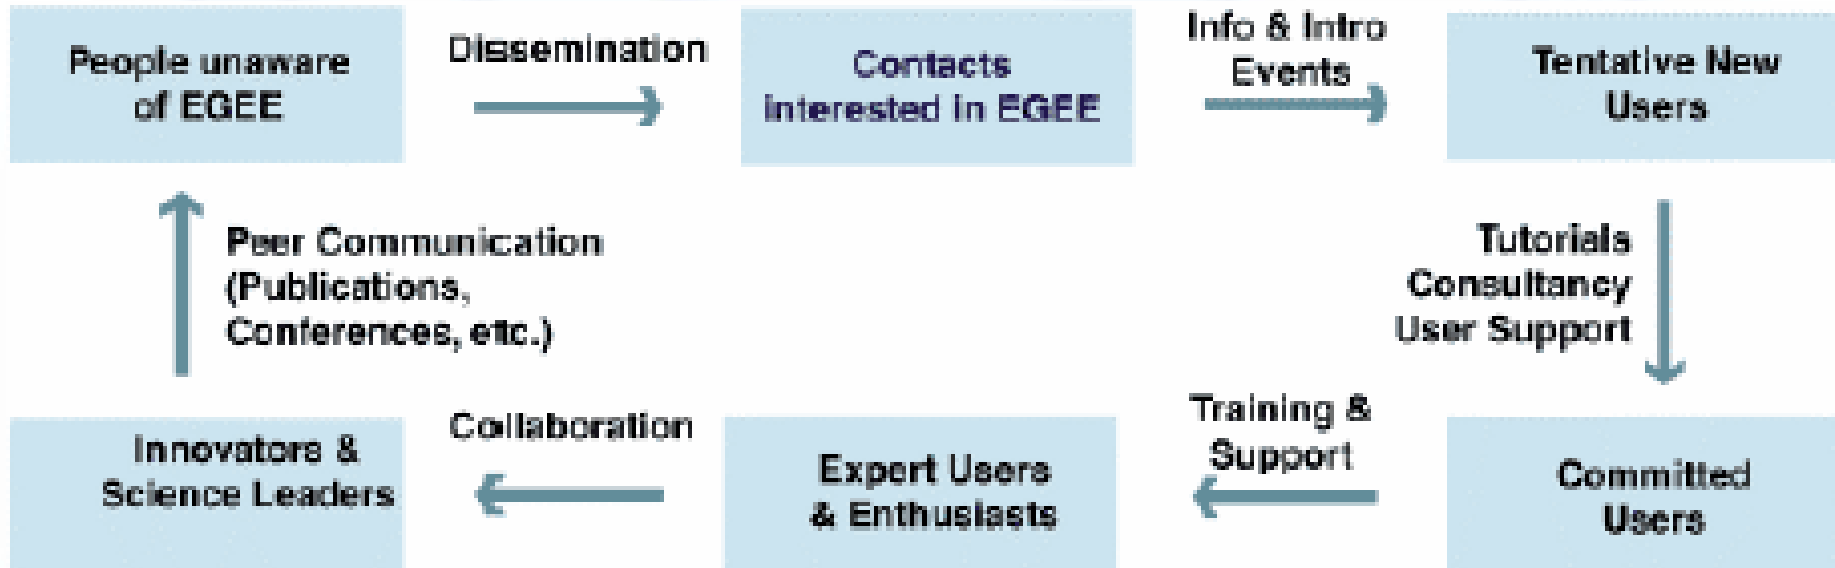 People unaware
of EGEE
Dissemination
Contacts
interested in EGEE
Info & Intro
Events
Tentative New
Users
Peer Communication
(Publications,
Conferences, etc.)
Tutorials
Consultancy
User Support
Innovators &
Science Leaders
Collaboration
Expert Users
& Enthusiasts
Training &
Support
Committed
Users